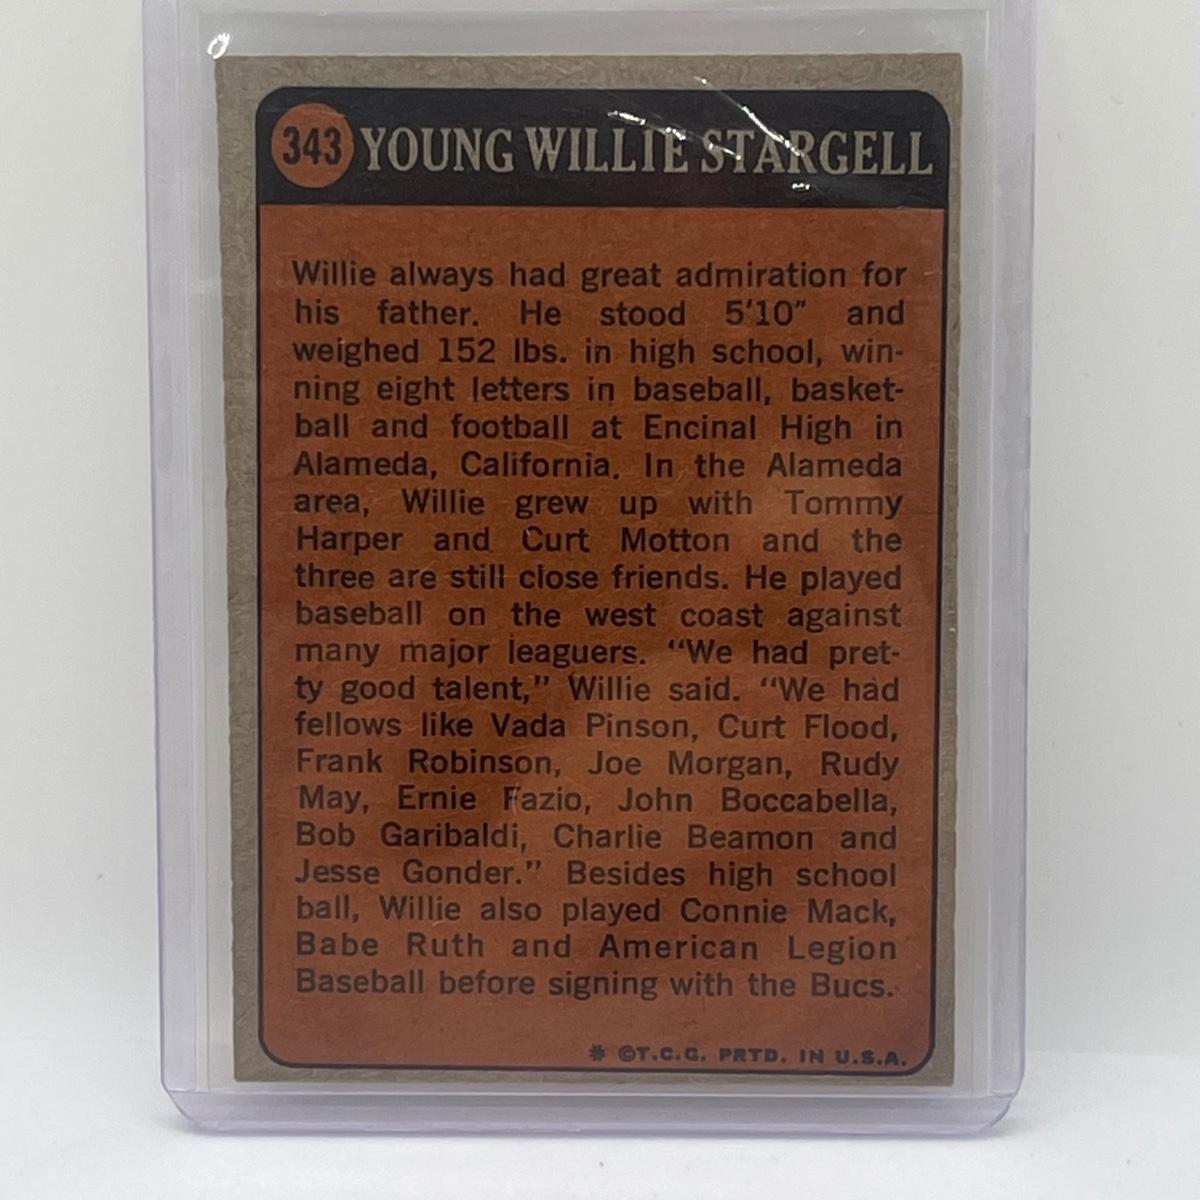 343 YOUNG WILLIE STARGELL
Willie always had great admiration for
his father. He stood 5'10” and
weighed 152 lbs. in high school, win-
ning eight letters in baseball, basket-
ball and football at Encinal High in
Alameda, California. In the Alameda
area, Willie grew up with Tommy
Harper and Curt Motton and the
three are still close friends. He played
baseball on the west coast against
many major leaguers. “We had pret-
ty good talent,” Willie said. “We had
fellows like Vada Pinson, Curt Flood,
Frank Robinson, Joe Morgan, Rudy
May, Ernie Fazio, John Boccabella,
Bob Garibaldi, Charlie Beamon and
Jesse Gonder.” Besides high school
ball, Willie also played Connie Mack,
Babe Ruth and American Legion
Baseball before signing with the Bucs.
* ©T.C.G. PRTD. IN U.S.A.